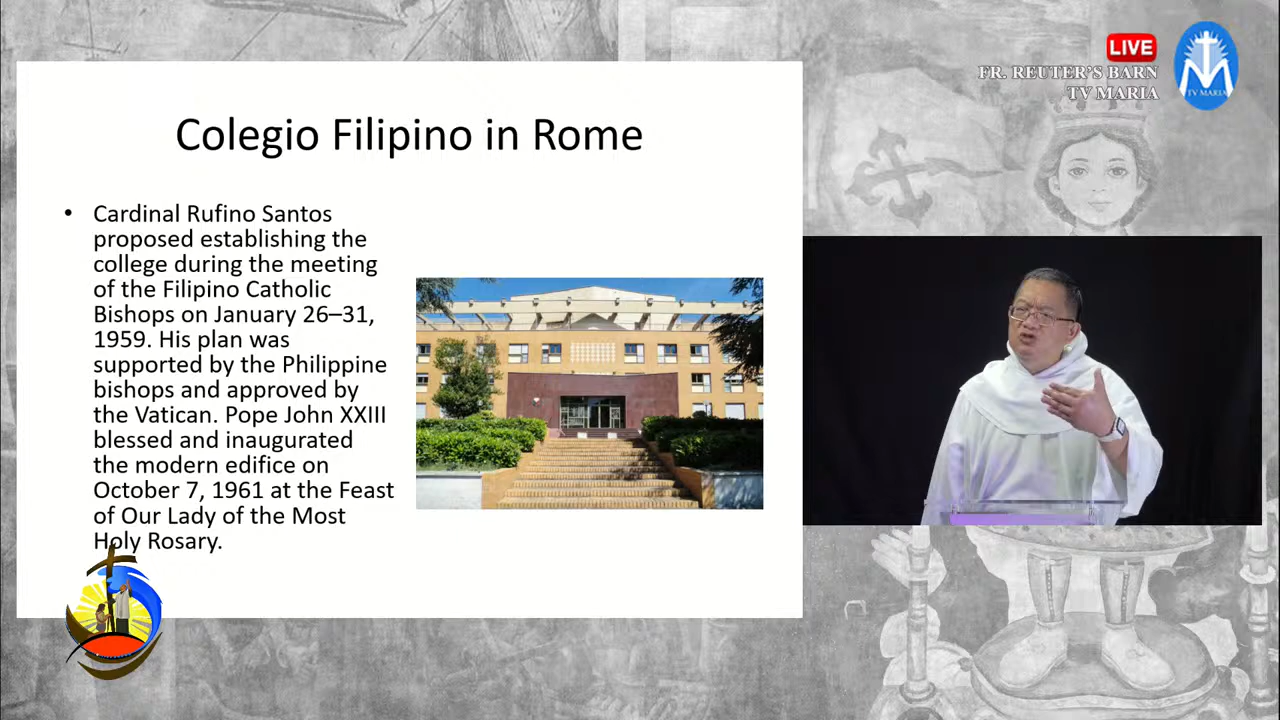 LIVE
FR. REUTER'S BARN
TV MARIA
TV MARIA
Colegio Filipino in Rome
• Cardinal Rufino Santos
proposed establishing the
college during the meeting
of the Filipino Catholic
Bishops on January 26–31,
1959. His plan was
supported by the Philippine
bishops and approved by
the Vatican. Pope John XXIII
blessed and inaugurated
the modern edifice on
October 7, 1961 at the Feast
of Our Lady of the Most
Holy Rosary.